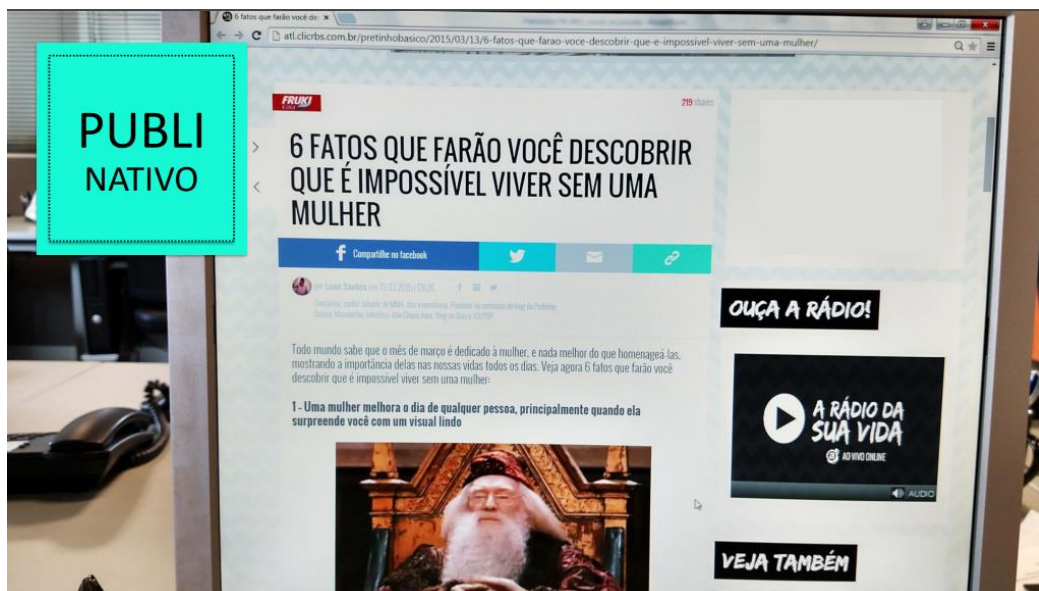 6 fatos que farão você de:
atl.clicrbs.com.br/pretinhobasico/2015/03/13/6-fatos-que-farao-voce-descobrir-que-e-impossivel-viver-sem-uma-mulher/
PUBLI
NATIVO
FRUKI
219 shares
6 FATOS QUE FARÃO VOCÊ DESCOBRIR
QUE É IMPOSSÍVEL VIVER SEM UMA
MULHER
Compartilhe no facebook
por Luan Santos
Todo mundo sabe que o mês de março é dedicado à mulher, e nada melhor do que homenageá-las,
mostrando a importância delas nas nossas vidas todos os dias. Veja agora 6 fatos que farão você
descobrir que é impossível viver sem uma mulher:
1 - Uma mulher melhora o dia de qualquer pessoa, principalmente quando ela
surpreende você com um visual lindo
OUÇA A RÁDIO!
A RÁDIO DA
SUA VIDA
AO VIVO ONLINE
AUDIO
VEJA TAMBÉM